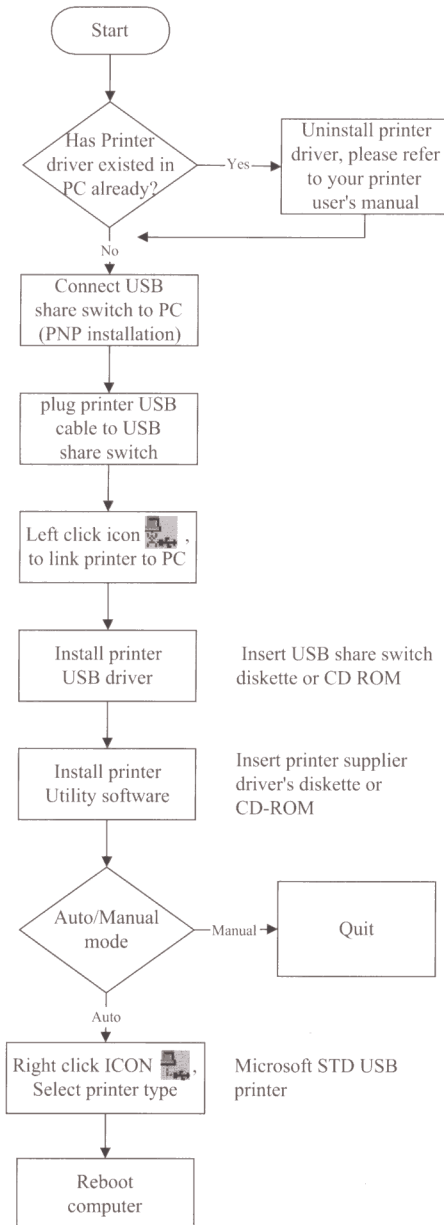 Start
Has Printer
driver existed in
PC already?
Yes
Uninstall printer
driver, please refer
to your printer
user's manual
No
Connect USB
share switch to PC
(PNP installation)
plug printer USB
cable to USB
share switch
Left click icon ,
to link printer to PC
Install printer
USB driver
Insert USB share switch
diskette or CD ROM
Install printer
Utility software
Insert printer supplier
driver's diskette or
CD-ROM
Auto/Manual
mode
Manual
Quit
Auto
Right click ICON ,
Select printer type
Microsoft STD USB
printer
Reboot
computer